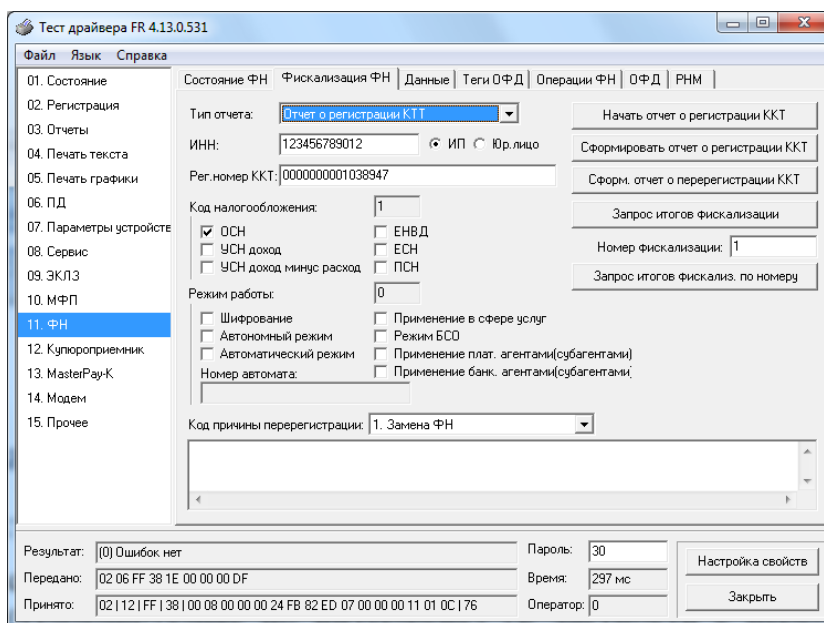 Тест драйвера FR 4.13.0.531
Файл Язык Справка
01. Состояние
02. Регистрация
03. Отчеты
04. Печать текста
05. Печать графики
06. ПД
07. Параметры устройств
08. Сервис
09. ЭКЛЗ
10. МФП
11. ФН
12. Купюроприемник
13. MasterPay-K
14. Модем
15. Прочее
Состояние ФН Фискализация ФН Данные Теги ОФД Операции ФН ОФД РНМ
Тип отчета: Отчет о регистрации КТТ
ИНН: 123456789012 ИП Юр.лицо
Рег.номер ККТ: 0000000001038947
Код налогообложения: 1
ОСН ЕНВД
УСН доход ЕСН
УСН доход минус расход ПСН
Режим работы: 0
Шифрование Применение в сфере услуг
Автономный режим Режим БСО
Автоматический режим Применение плат. агентами(субагентами)
Номер автомата: Применение банк. агентами(субагентами)
Код причины перерегистрации: 1. Замена ФН
Начать отчет о регистрации ККТ
Сформировать отчет о регистрации ККТ
Сформ. отчет о перерегистрации ККТ
Запрос итогов фискализации
Номер фискализации: 1
Запрос итогов фискализ. по номеру
Результат: (0) Ошибок нет
Передано: 02 06 FF 38 1E 00 00 00 DF
Принято: 02 | 12 | FF | 38 | 00 08 00 00 00 24 FB 82 ED 07 00 00 00 11 01 0C | 76
Пароль: 30
Время: 297 мс
Оператор: 0
Настройка свойств
Закрыть